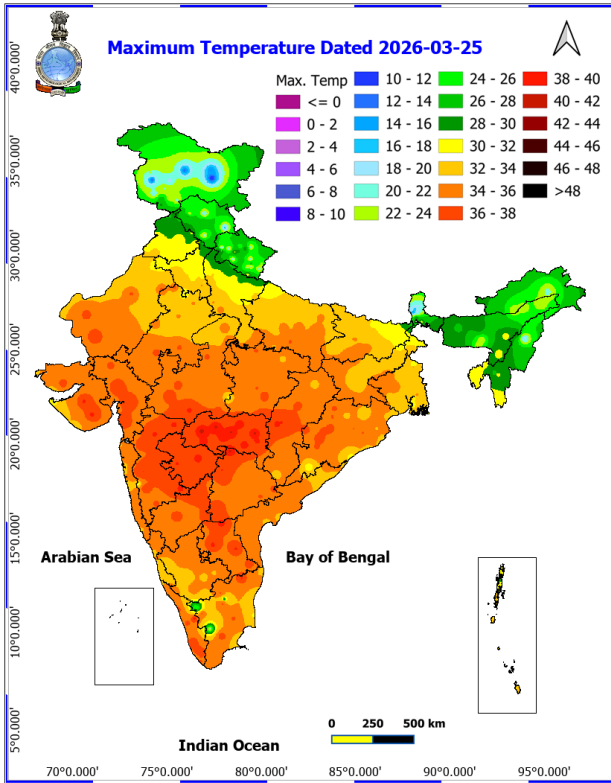 Maximum Temperature Dated 2026-03-25
Max. Temp
<= 0
0 - 2
2 - 4
4 - 6
6 - 8
8 - 10
10 - 12
12 - 14
14 - 16
16 - 18
18 - 20
20 - 22
22 - 24
24 - 26
26 - 28
28 - 30
30 - 32
32 - 34
34 - 36
36 - 38
38 - 40
40 - 42
42 - 44
44 - 46
46 - 48
>48
40°0.000'
35°0.000'
30°0.000'
25°0.000'
20°0.000'
15°0.000'
10°0.000'
5°0.000'
Arabian Sea
Bay of Bengal
Indian Ocean
0 250 500 km
70°0.000' 75°0.000' 80°0.000' 85°0.000' 90°0.000' 95°0.000'